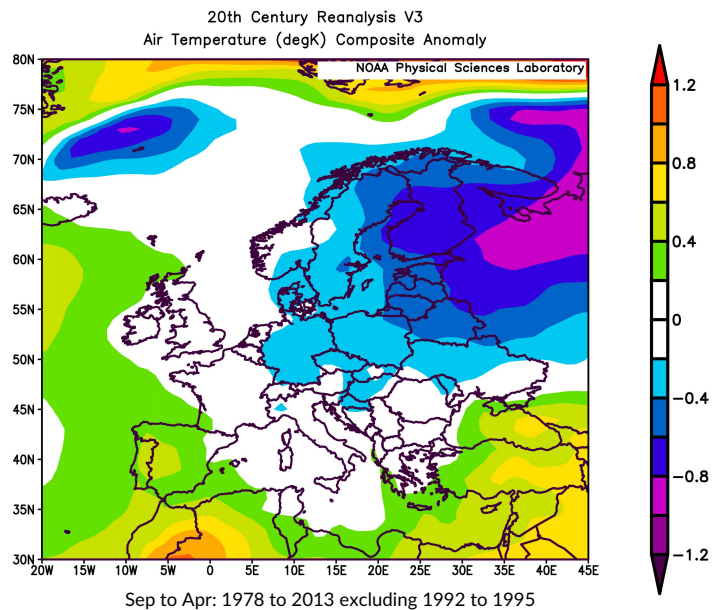 20th Century Reanalysis V3
Air Temperature (degK) Composite Anomaly
NOAA Physical Sciences Laboratory
80N
75N
70N
65N
60N
55N
50N
45N
40N
35N
30N
20W 15W 10W 5W 0 5E 10E 15E 20E 25E 30E 35E 40E 45E
1.2
0.8
0.4
0
−0.4
−0.8
−1.2
Sep to Apr: 1978 to 2013 excluding 1992 to 1995